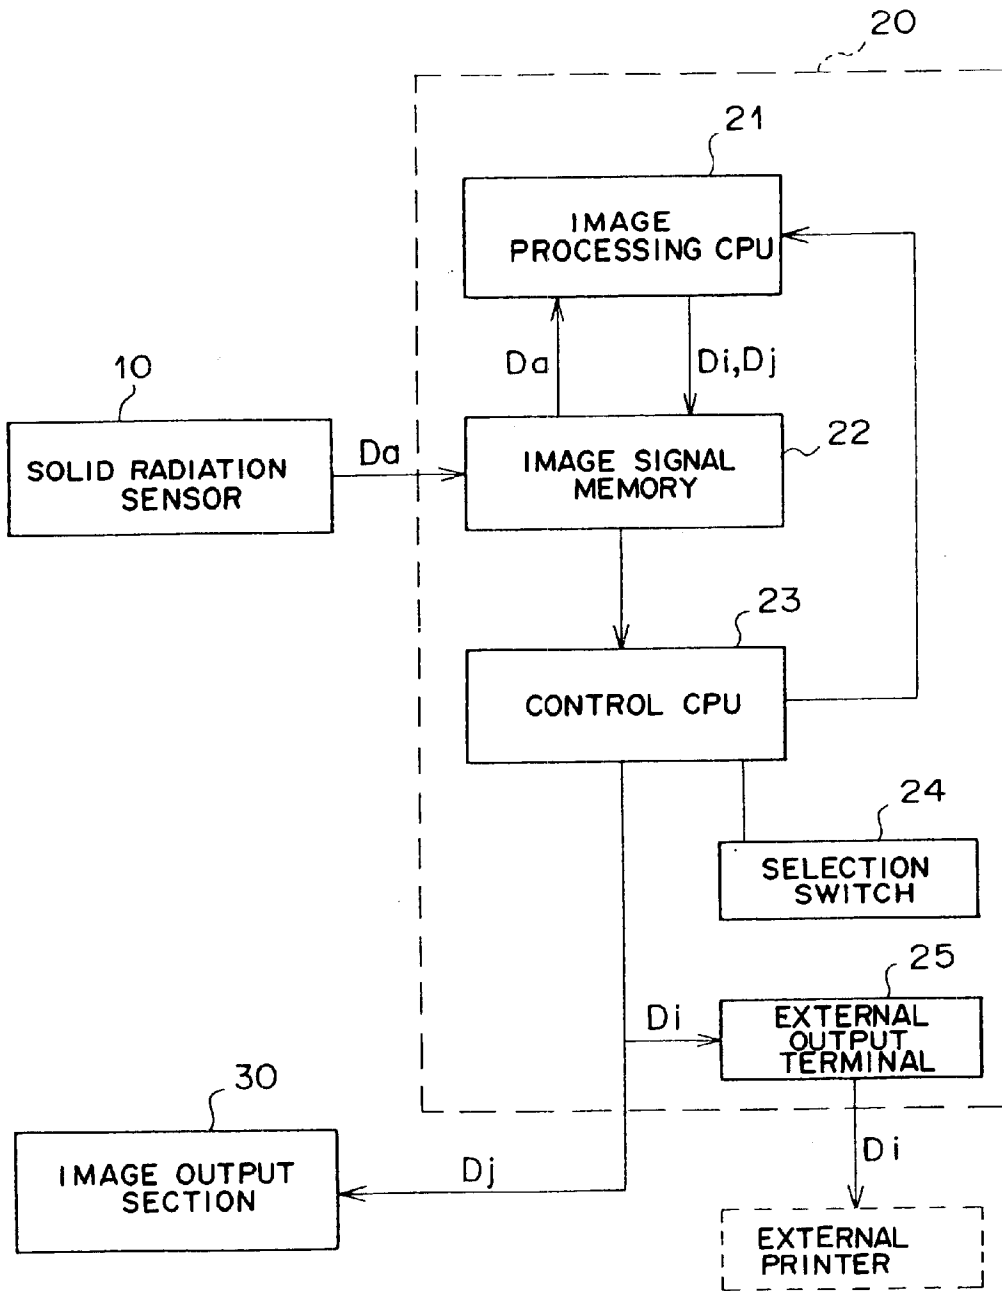 20
21
IMAGE
PROCESSING CPU
Da
Di,Dj
10
SOLID RADIATION
SENSOR
Da
22
IMAGE SIGNAL
MEMORY
23
CONTROL CPU
24
SELECTION
SWITCH
25
Di
EXTERNAL
OUTPUT
TERMINAL
30
IMAGE OUTPUT
SECTION
Dj
Di
EXTERNAL
PRINTER